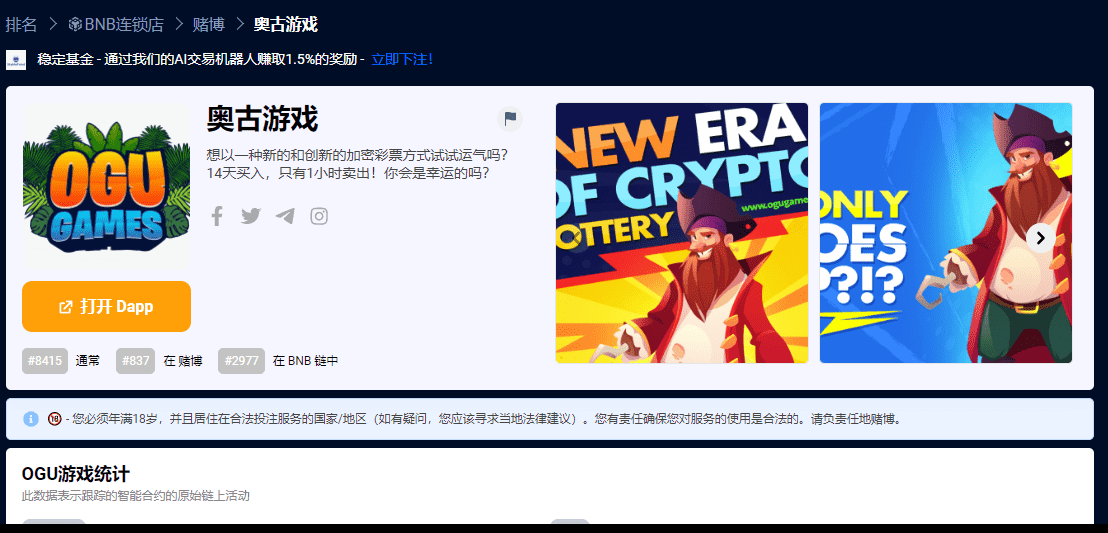 排名 > BNB连锁店 > 赌博 > 奥古游戏
稳定基金 - 通过我们的AI交易机器人赚取1.5%的奖励 - 立即下注！
OGU
GAMES
奥古游戏
想以一种新的和创新的加密彩票方式试试运气吗？
14天买入，只有1小时卖出！你会是幸运的吗？
打开 Dapp
#8415 通常 #837 在 赌博 #2977 在 BNB 链中
NEW ERA
OF CRYPTO
LOTTERY
www.ogugame
ONLY
OES
P?!?
18 - 您必须年满18岁，并且居住在合法投注服务的国家/地区（如有疑问，您应该寻求当地法律建议）。您有责任确保您对服务的使用是合法的。请负责任地赌博。
OGU游戏统计
此数据表示跟踪的智能合约的原始链上活动